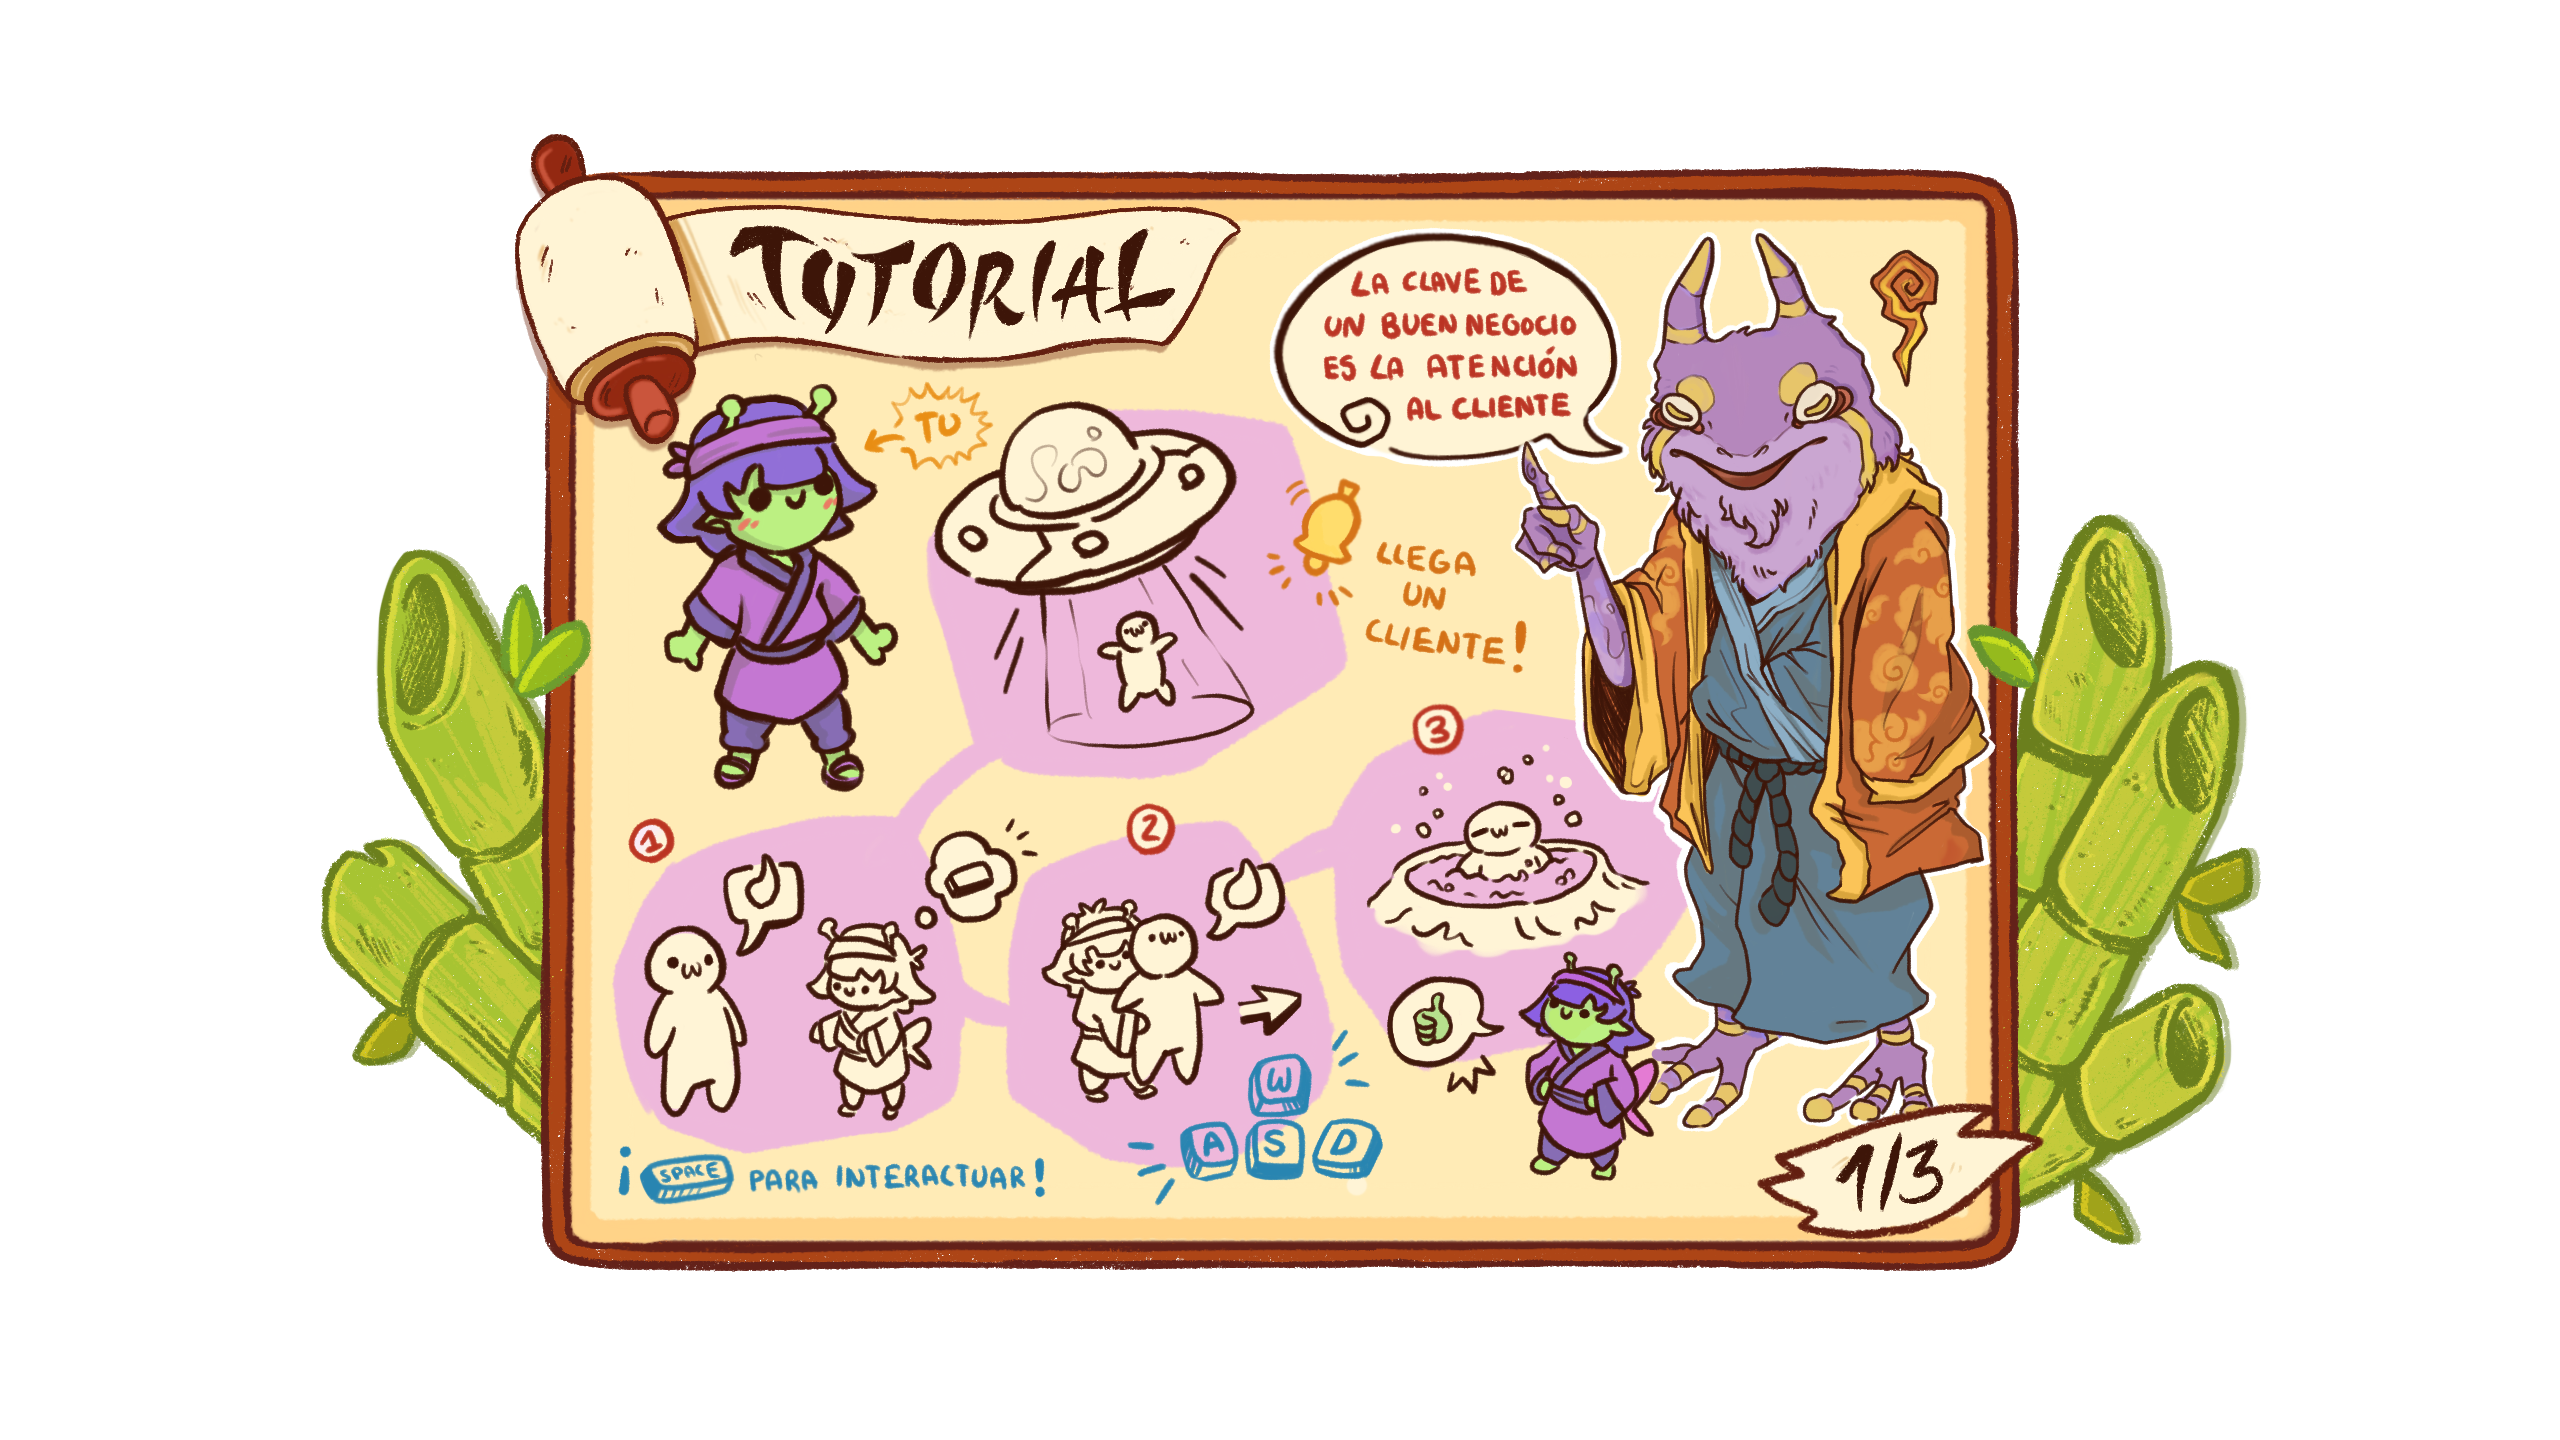 TUTORIAL
LA CLAVE DE
UN BUEN NEGOCIO
ES LA ATENCIÓN
AL CLIENTE
TU
LLEGA
UN
CLIENTE!
1
2
3
¡SPACE PARA INTERACTUAR!
W
A S D
1/3